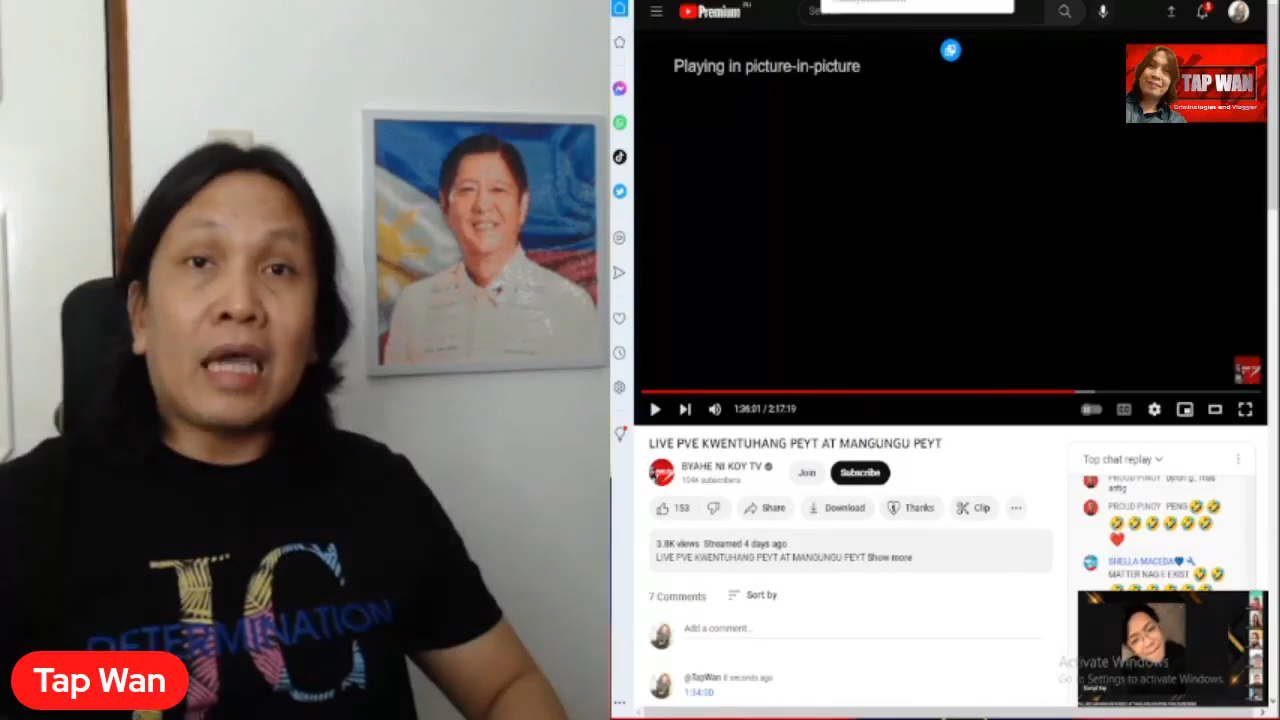 Premium
PH
Playing in picture-in-picture
TAP WAN
Criminologist and Vlogger
1:36:01 / 2:17:19
LIVE PVE KWENTUHANG PEYT AT MANGUNGU PEYT
BYAHE NI KOY TV
104K subscribers
Join
Subscribe
153
Share
Download
Thanks
Clip
3.8K views Streamed 4 days ago
LIVE PVE KWENTUHANG PEYT AT MANGUNGU PEYT Show more
7 Comments
Sort by
Add a comment...
@TapWan 6 seconds ago
1:34:00
Top chat replay
astig
PROUD PINOY PENG
SHELLA MACEDA
MATTER NAG E EXIST
Activate Windows
Go to Settings to activate Windows.
DETERMINATION
Tap Wan